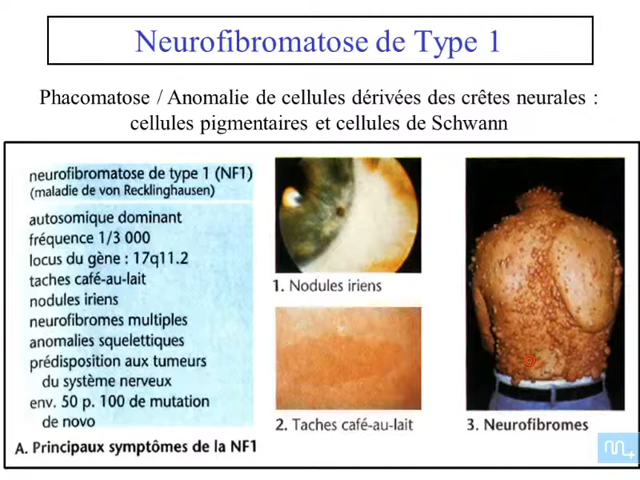 Neurofibromatose de Type 1
Phacomatose / Anomalie de cellules dérivées des crêtes neurales :
cellules pigmentaires et cellules de Schwann
neurofibromatose de type 1 (NF1)
(maladie de von Recklinghausen)
autosomique dominant
fréquence 1/3 000
locus du gène : 17q11.2
taches café-au-lait
nodules iriens
neurofibromes multiples
anomalies squelettiques
prédisposition aux tumeurs
du système nerveux
env. 50 p. 100 de mutation
de novo
A. Principaux symptômes de la NF1
1. Nodules iriens
2. Taches café-au-lait
3. Neurofibromes